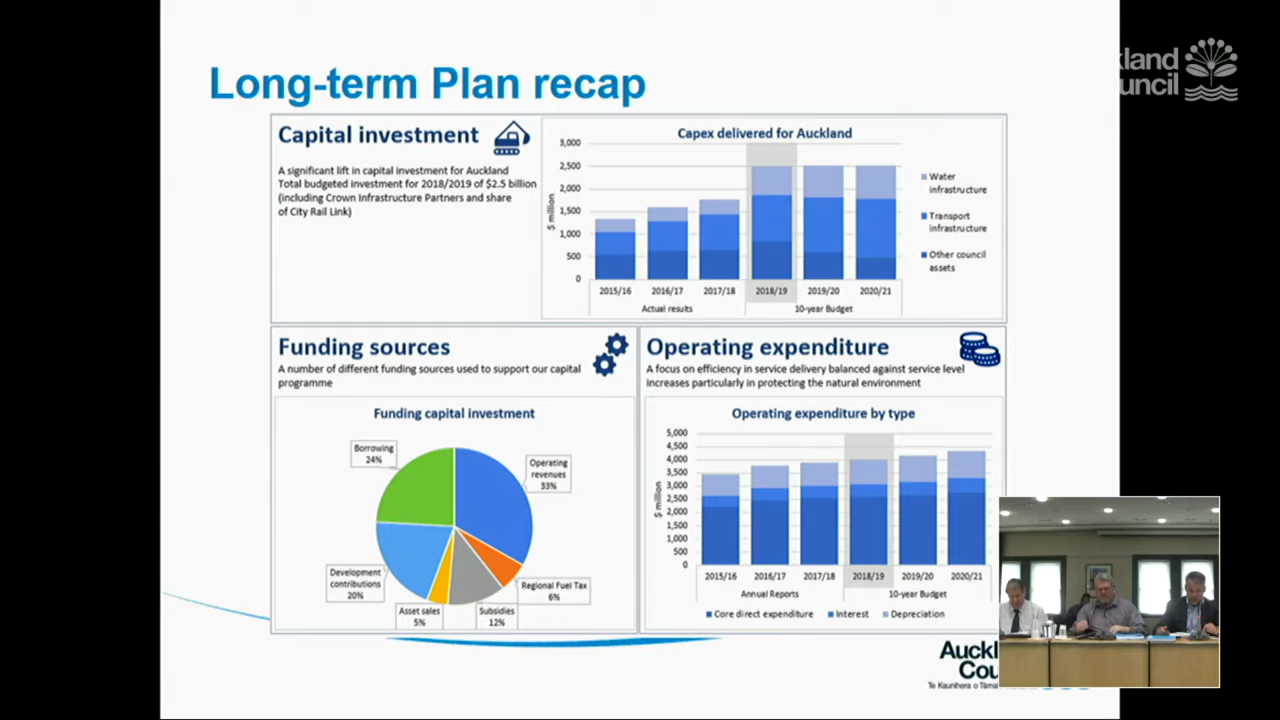 Long-term Plan recap
Auckland
Council
Capital investment
A significant lift in capital investment for Auckland
Total budgeted investment for 2018/2019 of $2.5 billion
(including Crown Infrastructure Partners and share
of City Rail Link)
Capex delivered for Auckland
$ million
3,000
2,500
2,000
1,500
1,000
500
0
2015/16 2016/17 2017/18 2018/19 2019/20 2020/21
Actual results 10-year Budget
Water
infrastructure
Transport
infrastructure
Other council
assets
Funding sources
A number of different funding sources used to support our capital
programme
Funding capital investment
Borrowing
24%
Operating
revenues
33%
Development
contributions
20%
Regional Fuel Tax
6%
Asset sales
5%
Subsidies
12%
Operating expenditure
A focus on efficiency in service delivery balanced against service level
increases particularly in protecting the natural environment
Operating expenditure by type
$ million
5,000
4,500
4,000
3,500
3,000
2,500
2,000
1,500
1,000
500
0
2015/16 2016/17 2017/18 2018/19 2019/20 2020/21
Annual Reports 10-year Budget
Core direct expenditure Interest Depreciation
Auckl
Cou
Te Kaunihera o Tāma